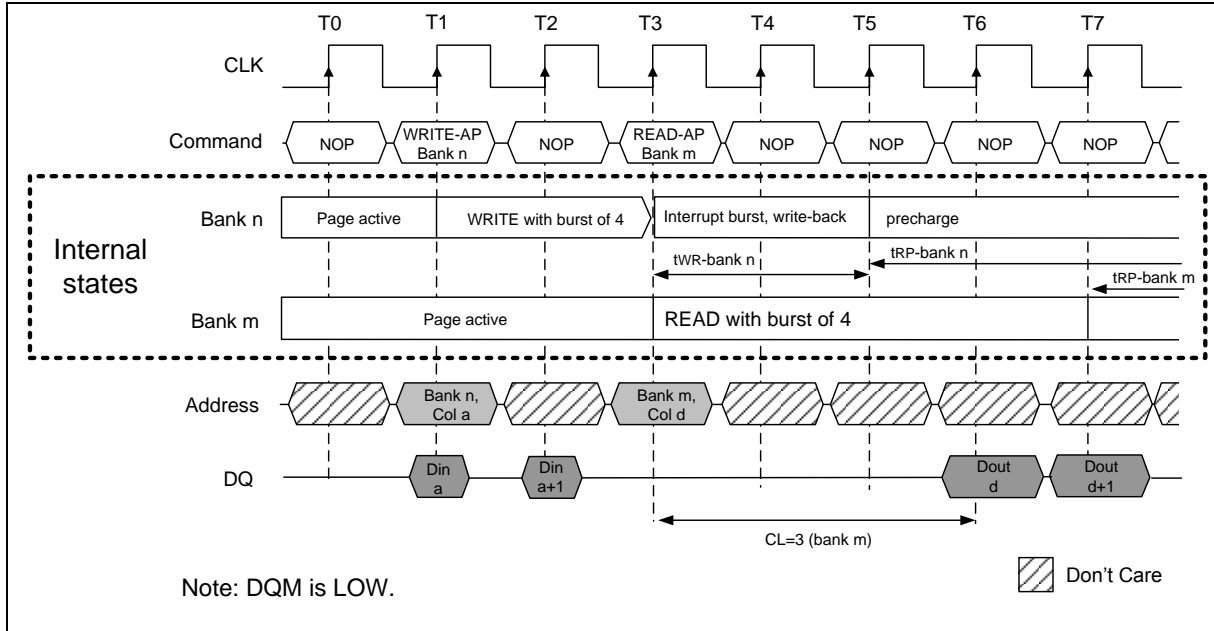 T0 T1 T2 T3 T4 T5 T6 T7
CLK
Command NOP WRITE-AP Bank n NOP READ-AP Bank m NOP NOP NOP NOP
Internal states
Bank n Page active WRITE with burst of 4 Interrupt burst, write-back precharge
tWR-bank n tRP-bank n
tRP-bank m
Bank m Page active READ with burst of 4
Address Bank n, Col a Bank m, Col d
DQ Din a Din a+1 Dout d Dout d+1
CL=3 (bank m)
Note: DQM is LOW.
Don't Care